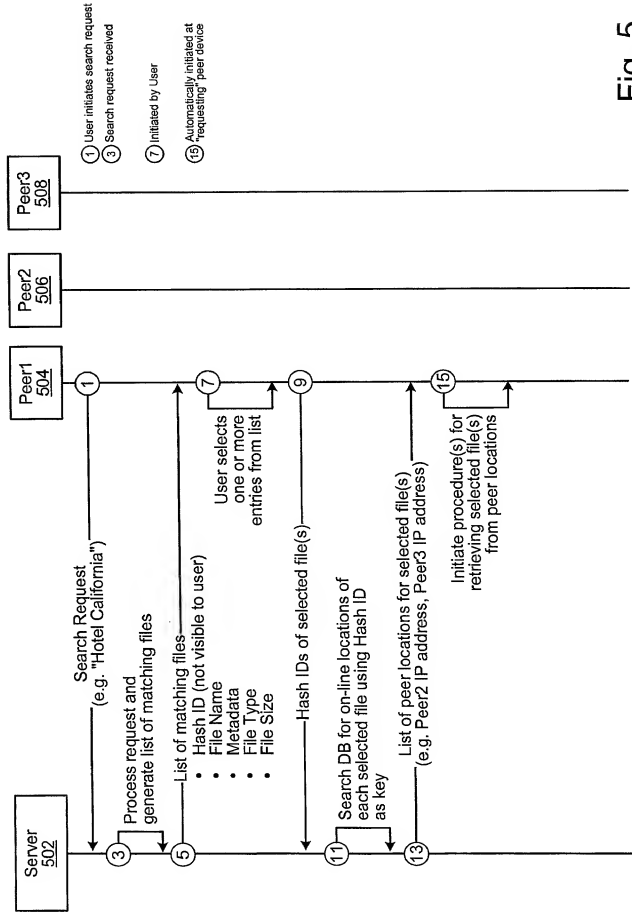 Server
502
Peer1
504
Peer2
506
Peer3
508
1 User initiates search request
3 Search request received
7 Initiated by User
15 Automatically initiated at
"requesting" peer device
1
Search Request
(e.g. "Hotel California")
3
Process request and
generate list of matching files
5
List of matching files
• Hash ID (not visible to user)
• File Name
• Metadata
• File Type
• File Size
7
User selects
one or more
entries from list
9
Hash IDs of selected file(s)
11
Search DB for on-line locations of
each selected file using Hash ID
as key
13
List of peer locations for selected file(s)
(e.g. Peer2 IP address, Peer3 IP address)
15
Initiate procedure(s) for
retrieving selected file(s)
from peer locations
Fig. 5